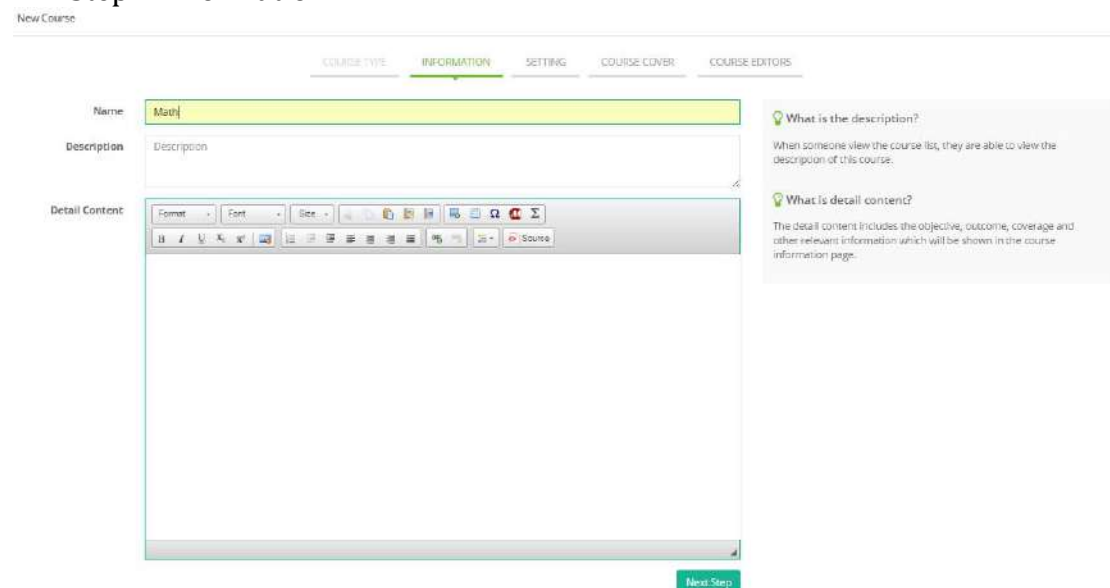 New Course
COURSE TYPE INFORMATION SETTING COURSE COVER COURSE EDITORS
Name Math
Description Description
Detail Content Format Font Size Ω Σ
B I U X₂ X² Source
What is the description?
When someone view the course list, they are able to view the
description of this course.
What is detail content?
The detail content includes the objective, outcome, coverage and
other relevant information which will be shown in the course
information page.
Next Step